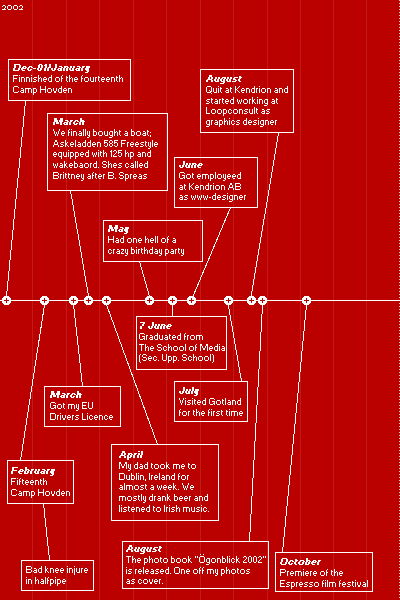 2002
Dec-01/January
Finnished of the fourteenth
Camp Hovden
August
Quit at Kendrion and
started working at
Loopconsult as
graphics designer
March
We finally bought a boat;
Askeladden 585 Freestyle
equipped with 125 hp and
wakebaord. Shes called
Brittney after B. Spreas
June
Got employeed
at Kendrion AB
as www-designer
May
Had one hell of a
crazy birthday party
7 June
Graduated from
The School of Media
(Sec. Upp. School)
March
Got my EU
Drivers Licence
July
Visited Gotland
for the first time
April
My dad took me to
Dublin, Ireland for
almost a week. We
mostly drank beer and
listened to Irish music.
February
Fifteenth
Camp Hovden
Bad knee injure
in halfpipe
August
The photo book "Ögonblick 2002"
is released. One off my photos
as cover.
October
Premiere of the
Espresso film festival